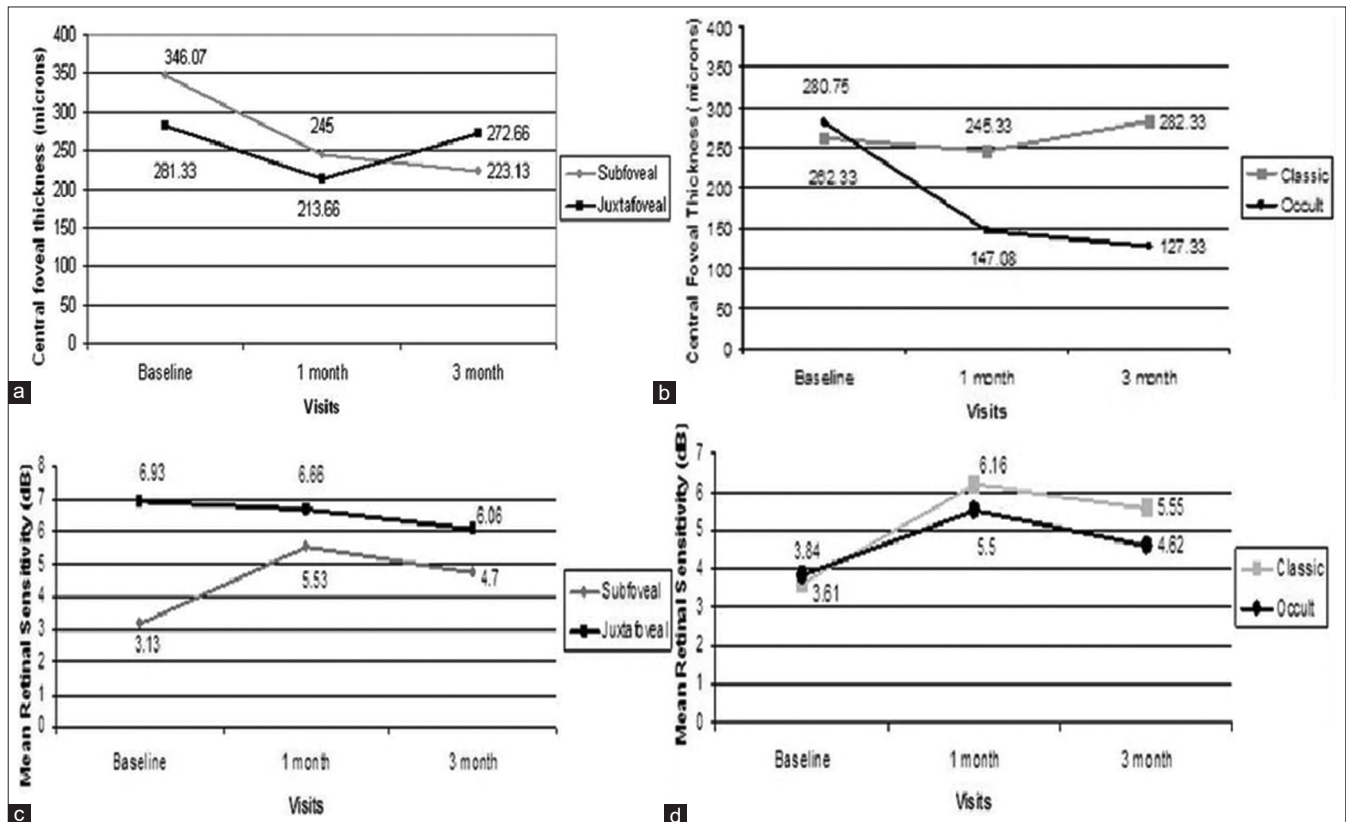 Central foveal thickness (microns)
400
350
300
250
200
150
100
50
0
346.07
245
272.66
223.13
281.33
213.66
Subfoveal
Juxtafoveal
Baseline 1 month 3 month
Visits
a
Central Foveal Thickness (microns)
400
350
300
250
200
150
100
50
0
280.75
245.33
282.33
262.33
147.08
127.33
Classic
Occult
Baseline 1 month 3 month
Visits
b
Mean Retinal Sensitivity (dB)
8
7
6
5
4
3
2
1
0
6.93
6.66
6.06
5.53
4.7
3.13
Subfoveal
Juxtafoveal
Baseline 1 month 3 month
Visits
c
Mean Retinal Sensitivity (dB)
7
6
5
4
3
2
1
0
6.16
5.55
3.84
5.5
4.62
3.61
Classic
Occult
Baseline 1 month 3 month
Visits
d